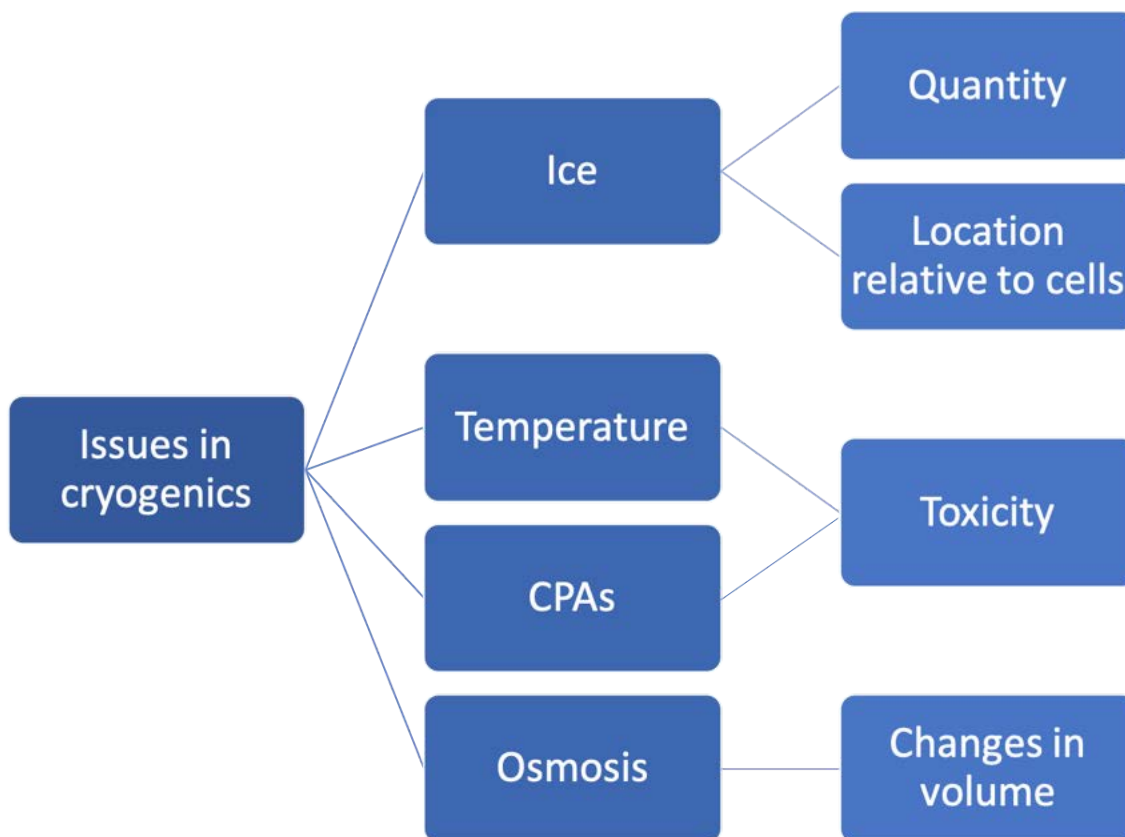 Issues in
cryogenics
Ice
Temperature
CPAs
Osmosis
Quantity
Location
relative to cells
Toxicity
Changes in
volume